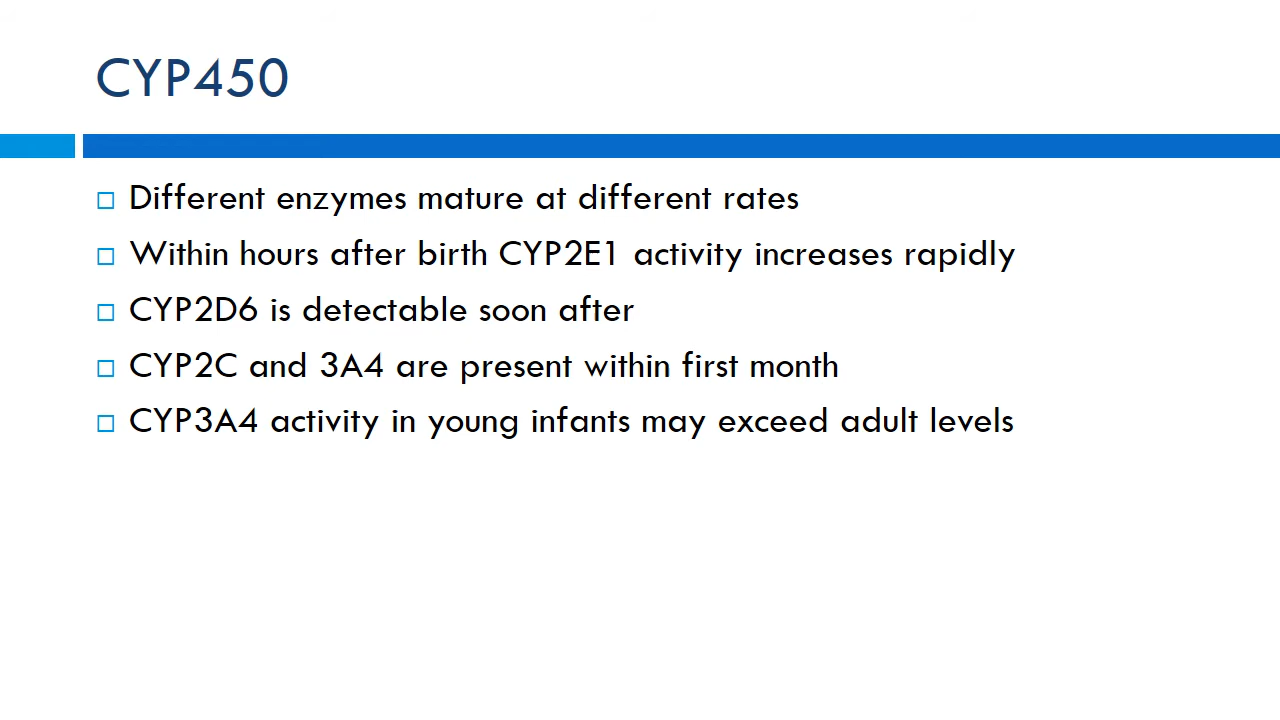 CYP450
Different enzymes mature at different rates
Within hours after birth CYP2E1 activity increases rapidly
CYP2D6 is detectable soon after
CYP2C and 3A4 are present within first month
CYP3A4 activity in young infants may exceed adult levels